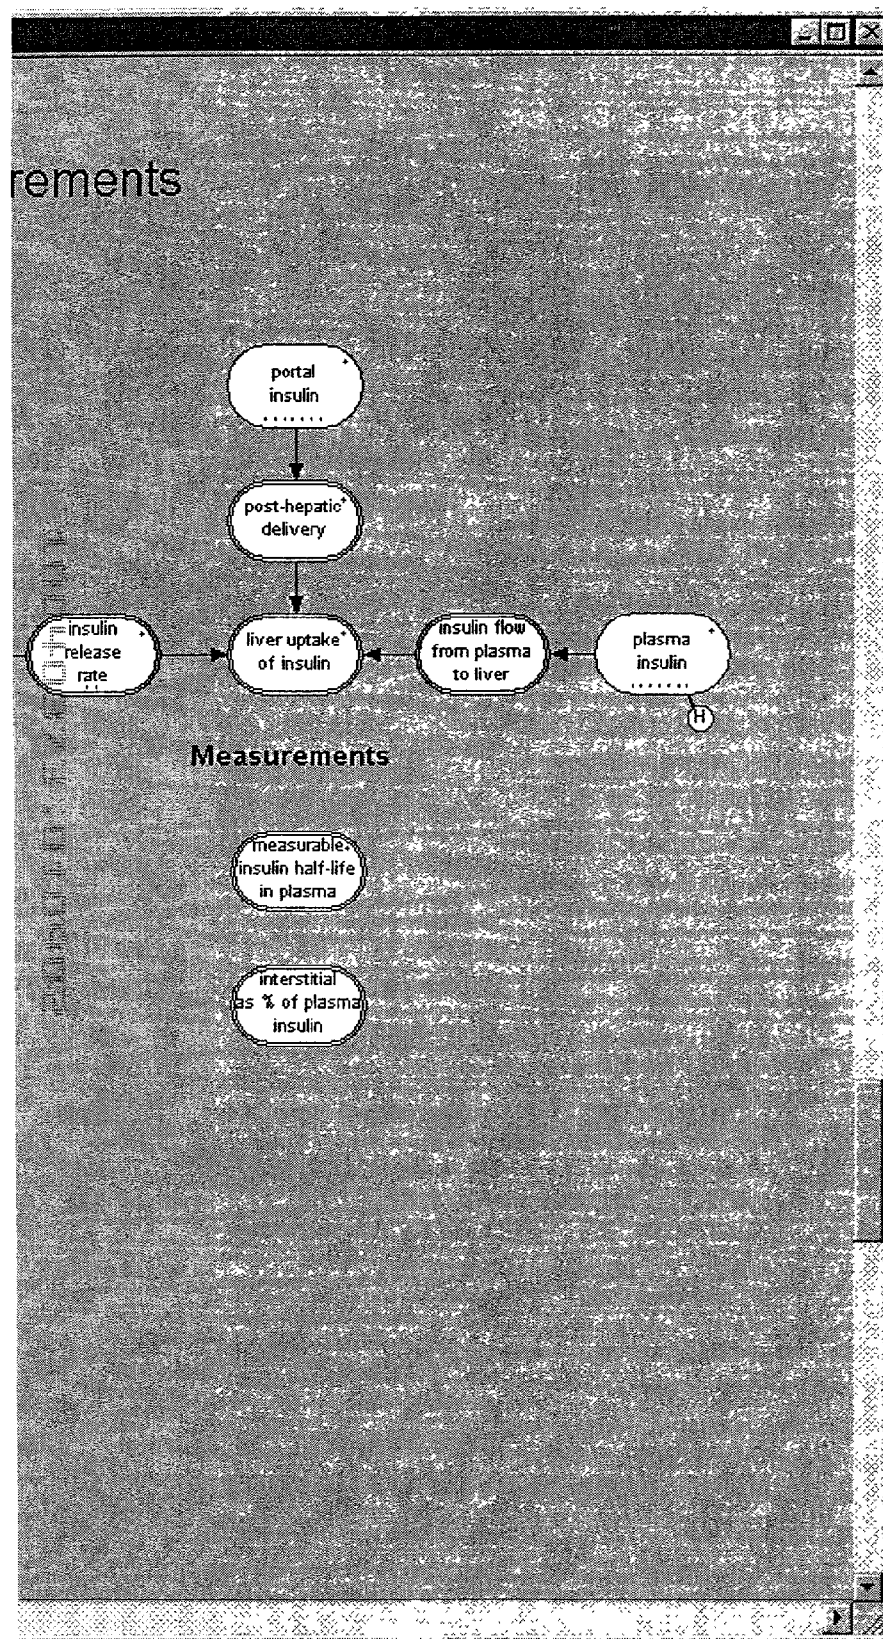 rements
portal
insulin
post-hepatic
delivery
insulin
release
rate
liver uptake
of insulin
insulin flow
from plasma
to liver
plasma
insulin
H
Measurements
measurable
insulin half-life
in plasma
interstitial
as % of plasma
insulin